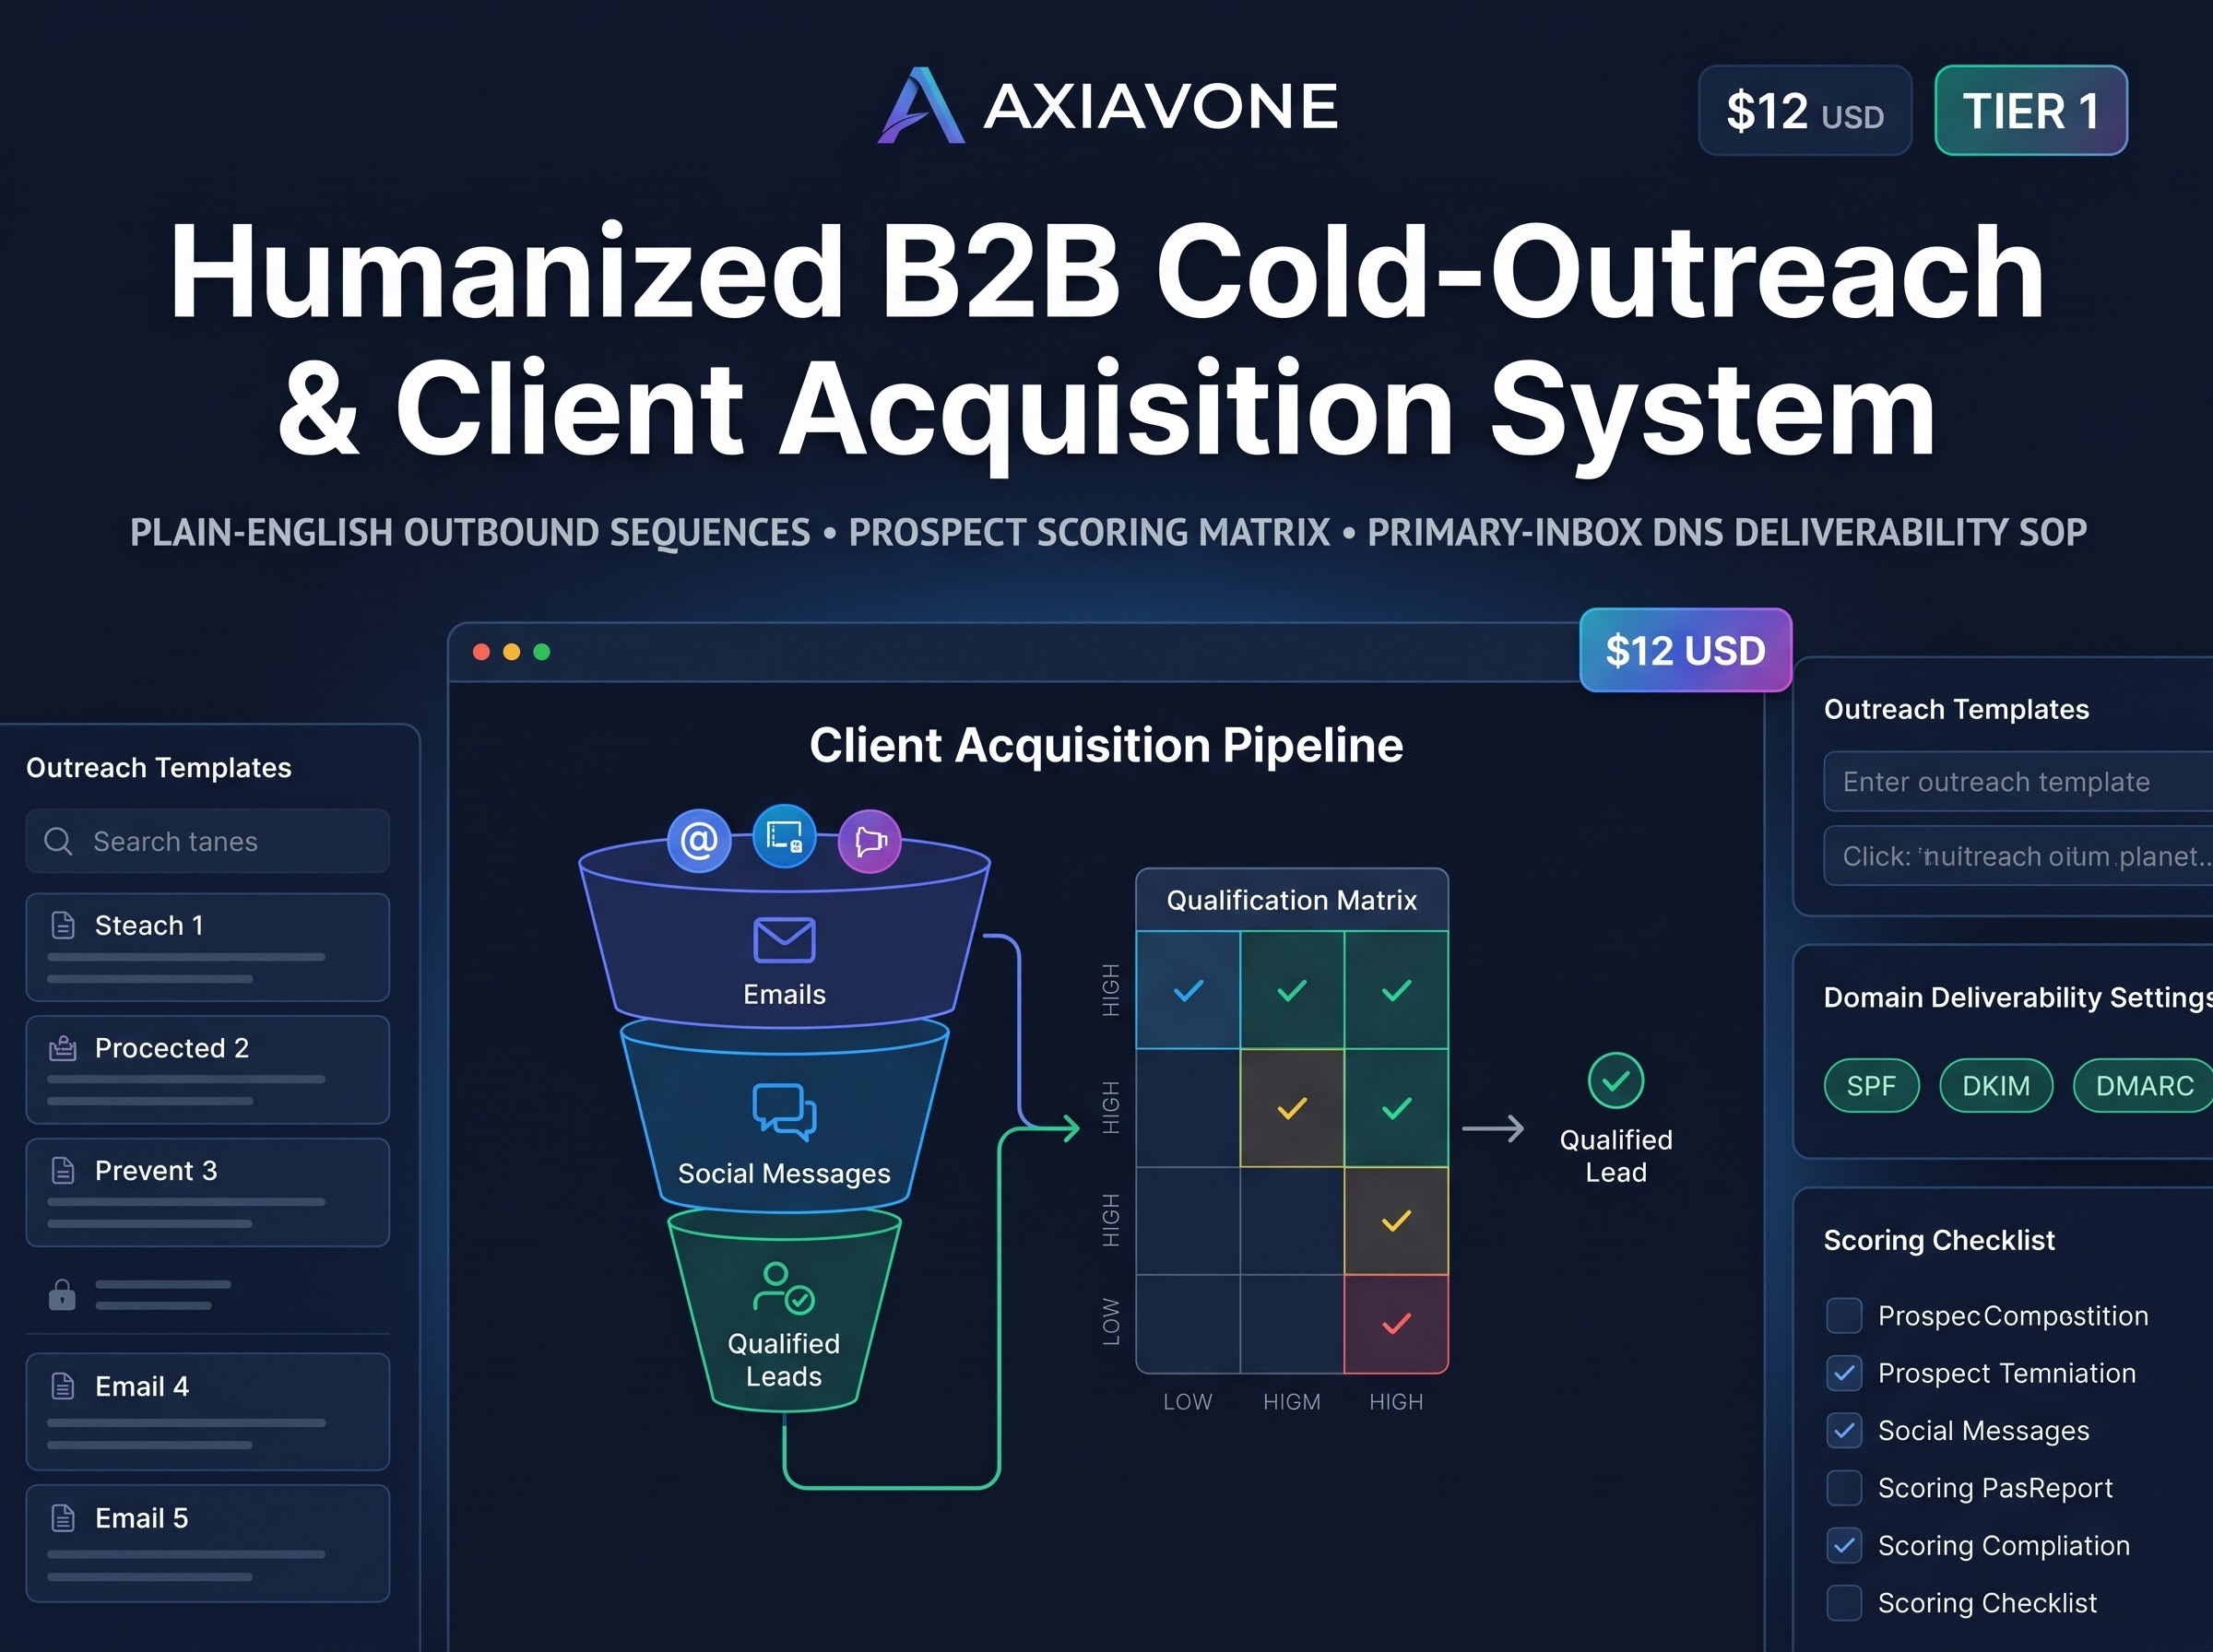 AXIAVONE
$12 USD
TIER 1
Humanized B2B Cold-Outreach
& Client Acquisition System
PLAIN-ENGLISH OUTBOUND SEQUENCES • PROSPECT SCORING MATRIX • PRIMARY-INBOX DNS DELIVERABILITY SOP
$12 USD
Outreach Templates
Search tanes
Steach 1
Procected 2
Prevent 3
Email 4
Email 5
Client Acquisition Pipeline
@
Emails
Social Messages
Qualified
Leads
Qualification Matrix
HIGH
HIGH
HIGH
LOW
LOW HIGM HIGH
Qualified
Lead
Outreach Templates
Enter outreach template
Click: planet...
Domain Deliverability Settings
SPF DKIM DMARC
Scoring Checklist
ProspecCompostition
Prospect Temniation
Social Messages
Scoring PasReport
Scoring Compliation
Scoring Checklist